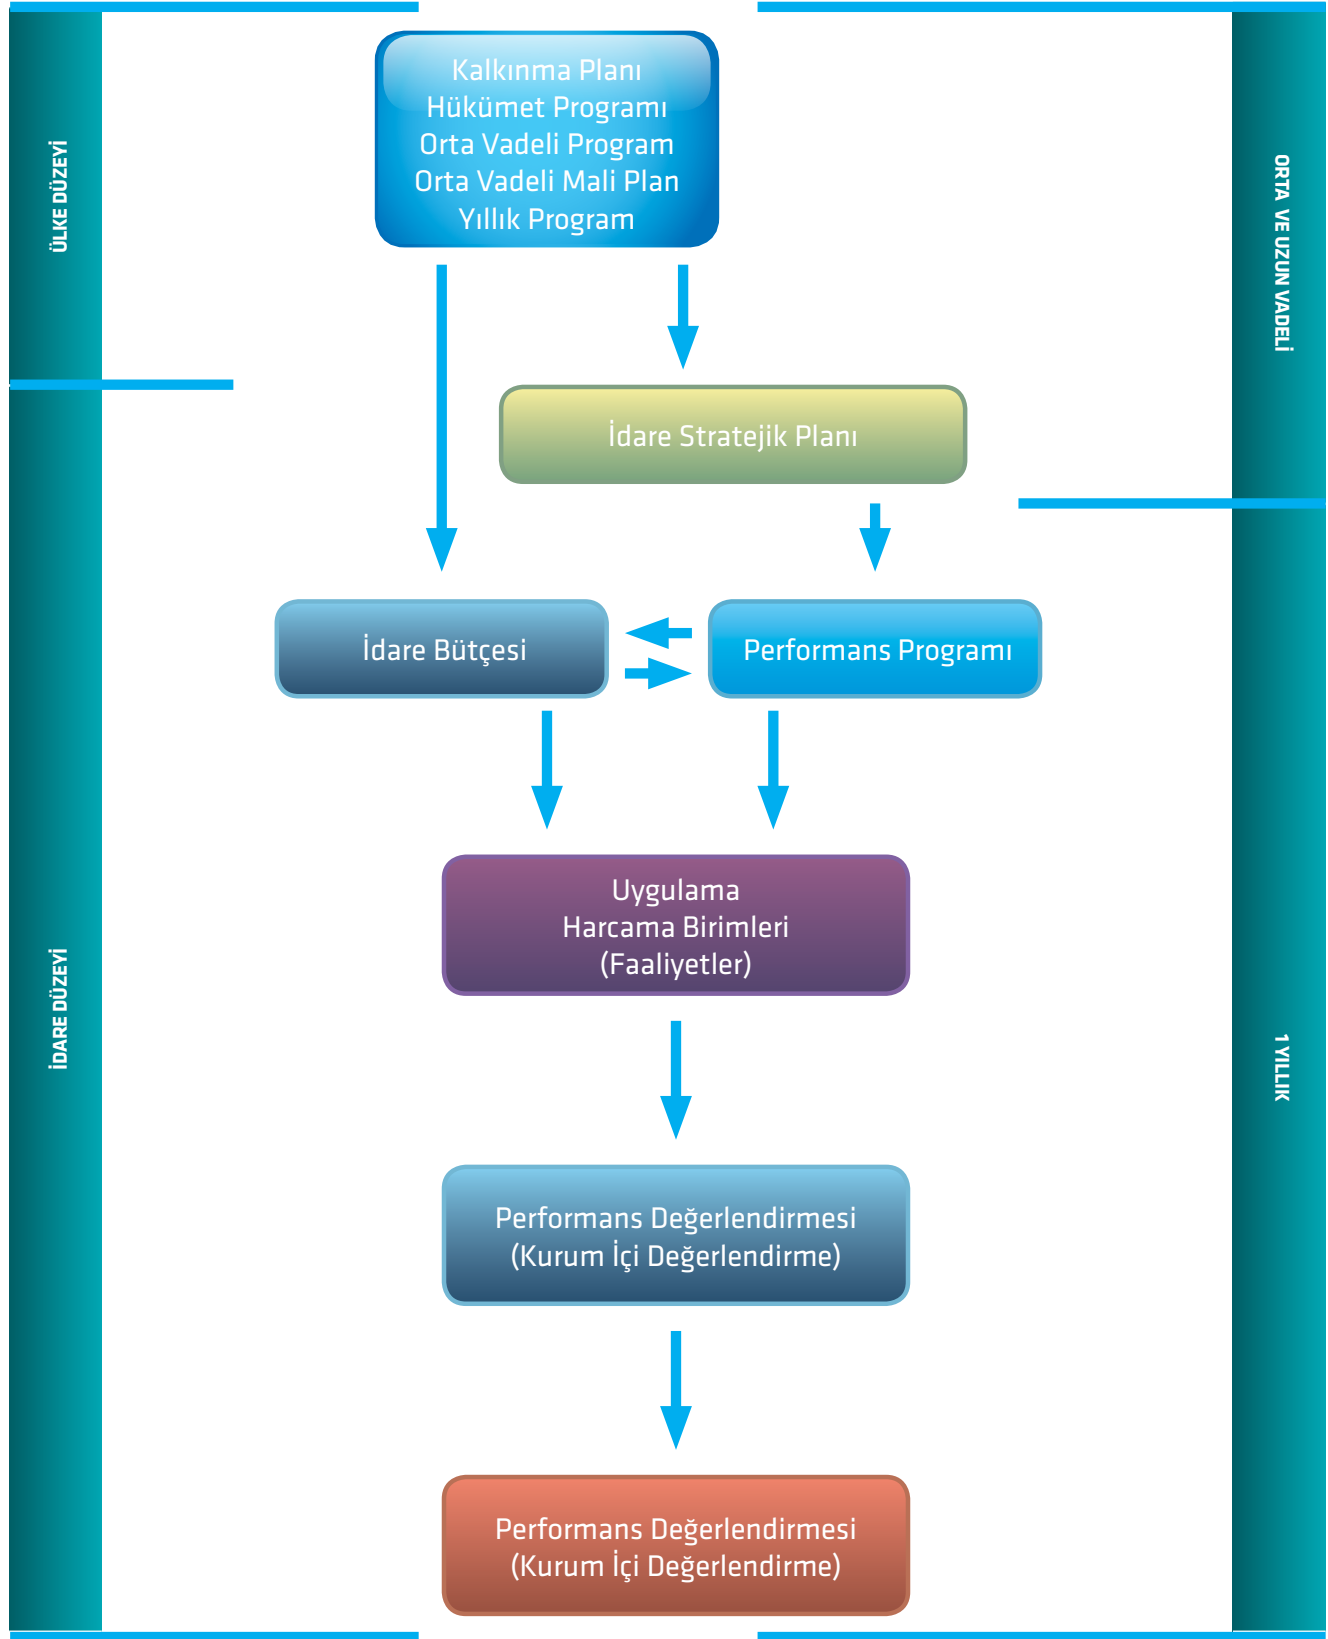 ÜLKE DÜZEYİ
ORTA VE UZUN VADELİ
Kalkınma Planı
Hükümet Programı
Orta Vadeli Program
Orta Vadeli Mali Plan
Yıllık Program
İdare Stratejik Planı
İdare Bütçesi
Performans Programı
Uygulama
Harcama Birimleri
(Faaliyetler)
İDARE DÜZEYİ
1 YILLIK
Performans Değerlendirmesi
(Kurum İçi Değerlendirme)
Performans Değerlendirmesi
(Kurum İçi Değerlendirme)